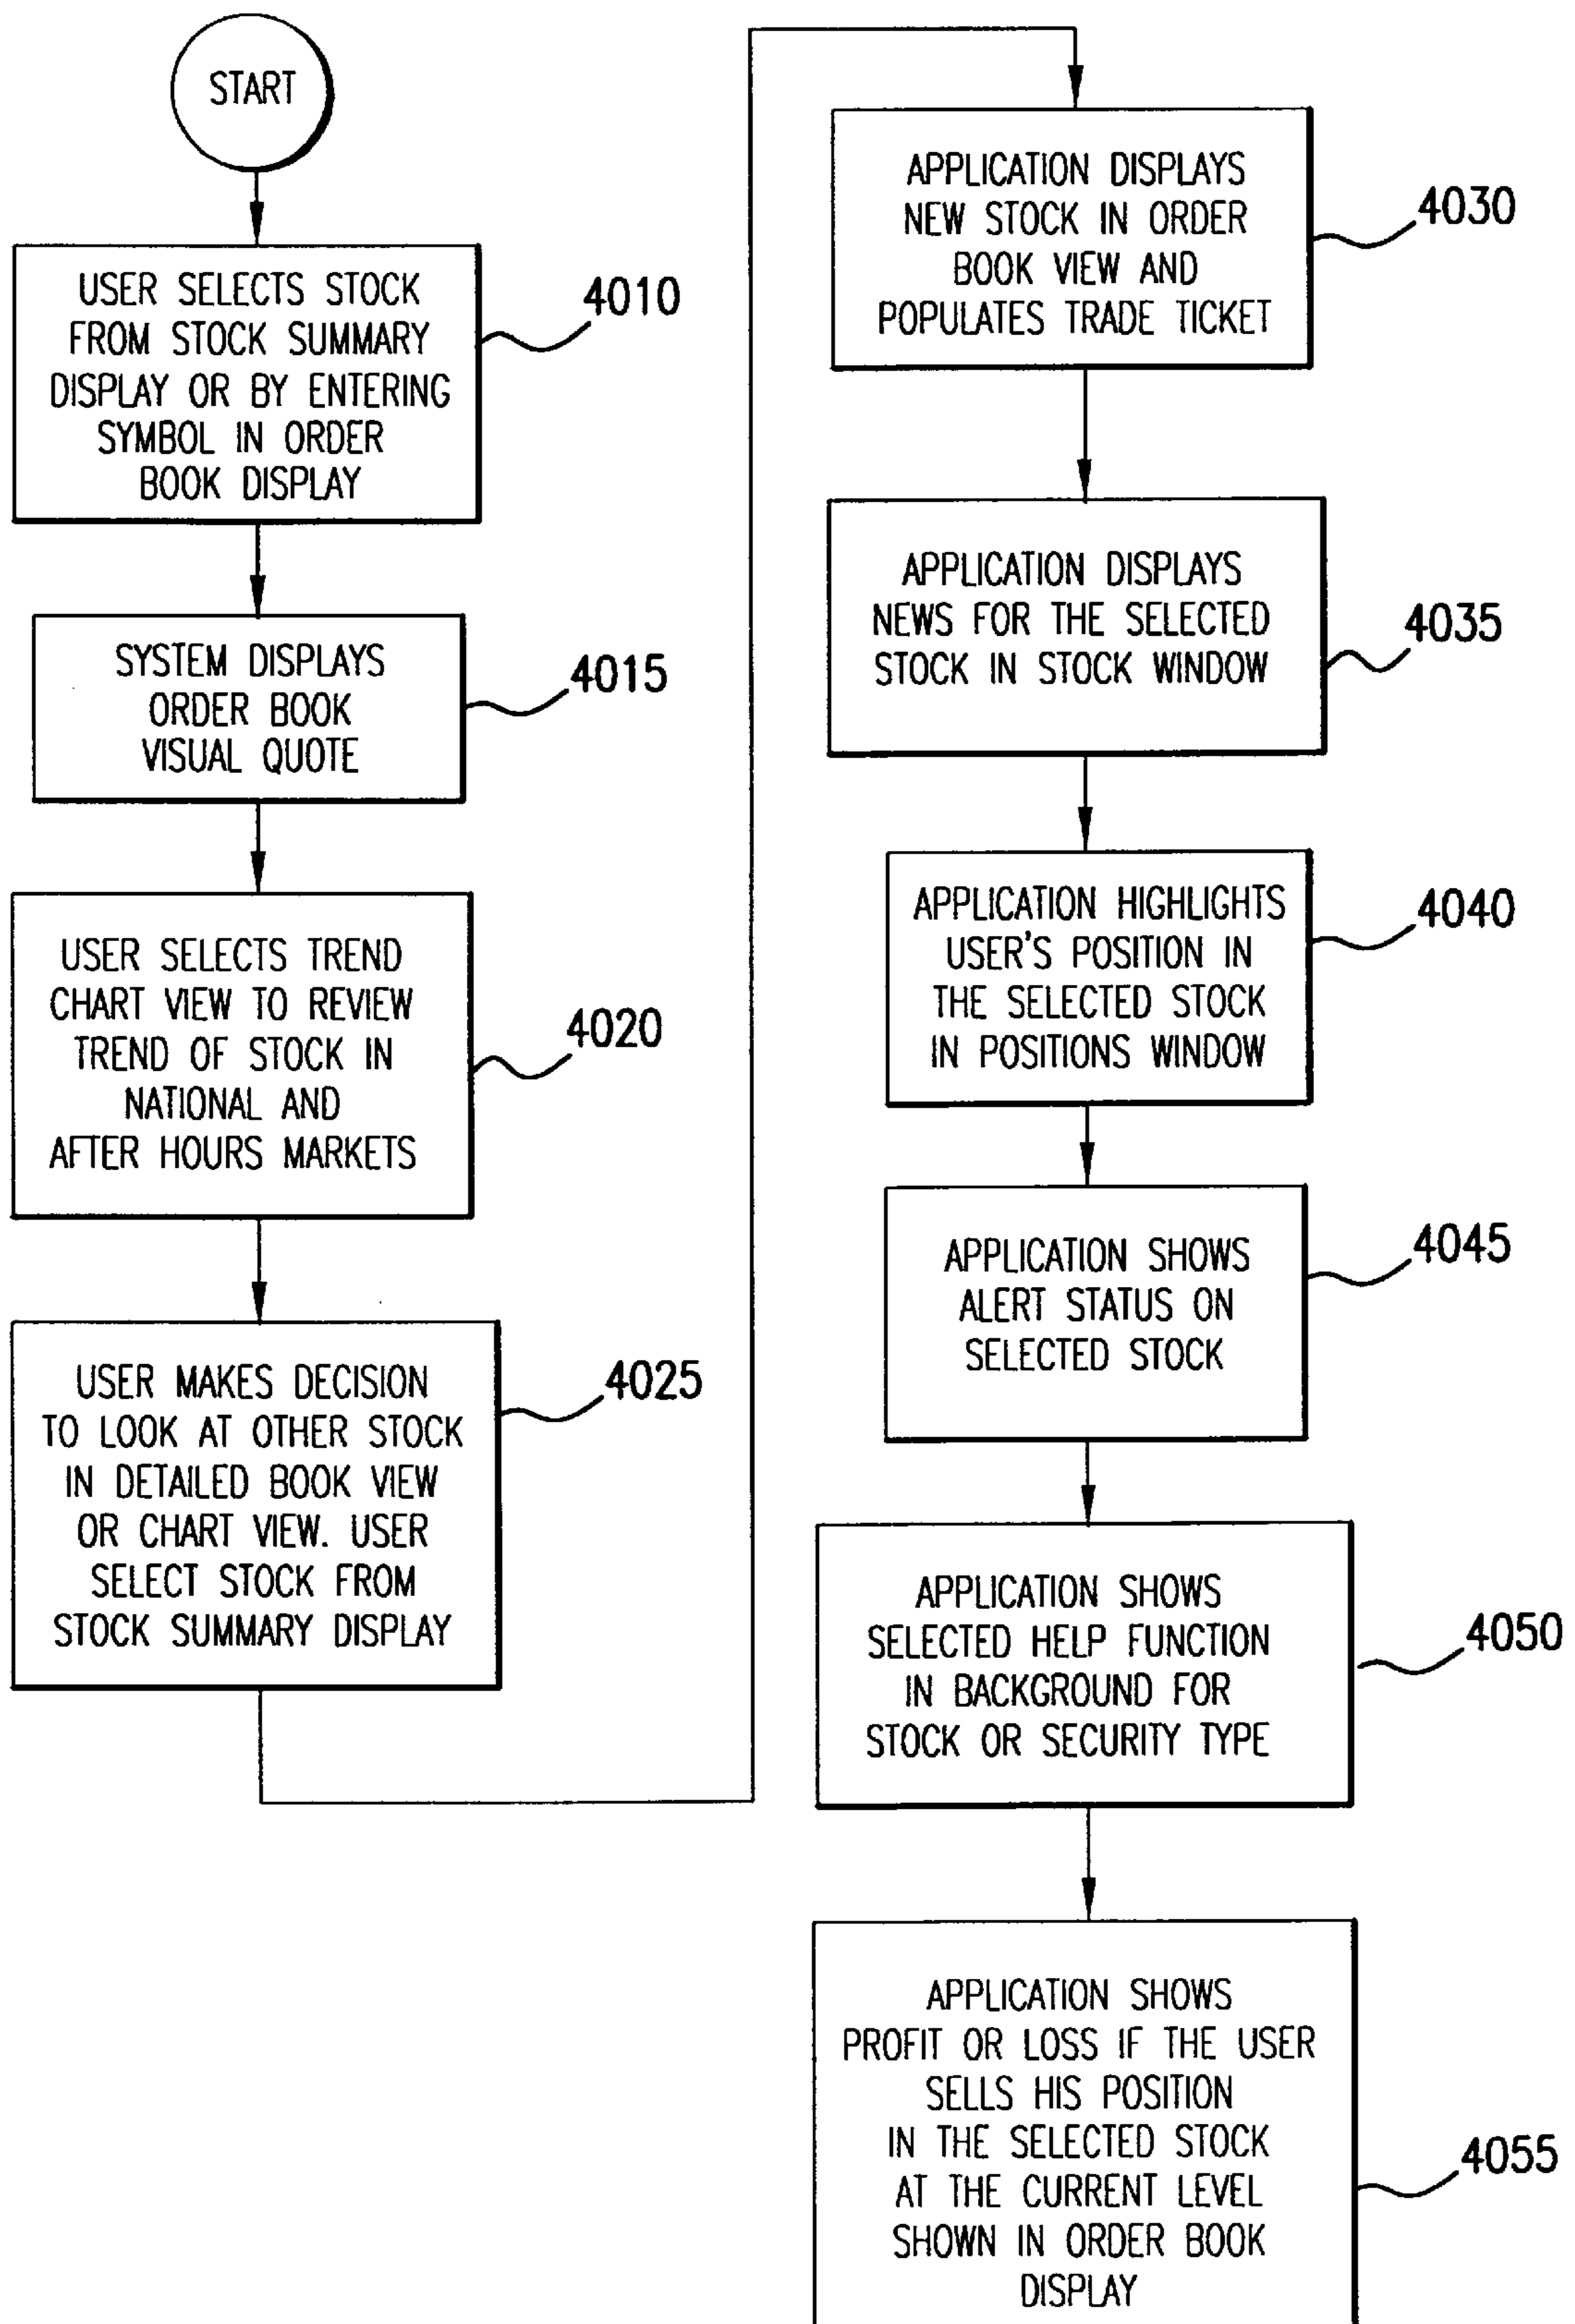 START
USER SELECTS STOCK
FROM STOCK SUMMARY
DISPLAY OR BY ENTERING
SYMBOL IN ORDER
BOOK DISPLAY
4010
SYSTEM DISPLAYS
ORDER BOOK
VISUAL QUOTE
4015
USER SELECTS TREND
CHART VIEW TO REVIEW
TREND OF STOCK IN
NATIONAL AND
AFTER HOURS MARKETS
4020
USER MAKES DECISION
TO LOOK AT OTHER STOCK
IN DETAILED BOOK VIEW
OR CHART VIEW. USER
SELECT STOCK FROM
STOCK SUMMARY DISPLAY
4025
APPLICATION DISPLAYS
NEW STOCK IN ORDER
BOOK VIEW AND
POPULATES TRADE TICKET
4030
APPLICATION DISPLAYS
NEWS FOR THE SELECTED
STOCK IN STOCK WINDOW
4035
APPLICATION HIGHLIGHTS
USER'S POSITION IN
THE SELECTED STOCK
IN POSITIONS WINDOW
4040
APPLICATION SHOWS
ALERT STATUS ON
SELECTED STOCK
4045
APPLICATION SHOWS
SELECTED HELP FUNCTION
IN BACKGROUND FOR
STOCK OR SECURITY TYPE
4050
APPLICATION SHOWS
PROFIT OR LOSS IF THE USER
SELLS HIS POSITION
IN THE SELECTED STOCK
AT THE CURRENT LEVEL
SHOWN IN ORDER BOOK
DISPLAY
4055